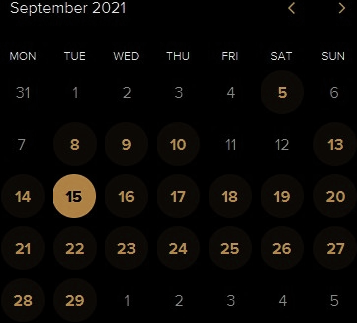 September 2021
MON TUE WED THU FRI SAT SUN
31 1 2 3 4 5 6
7 8 9 10 11 12 13
14 15 16 17 18 19 20
21 22 23 24 25 26 27
28 29 1 2 3 4 5